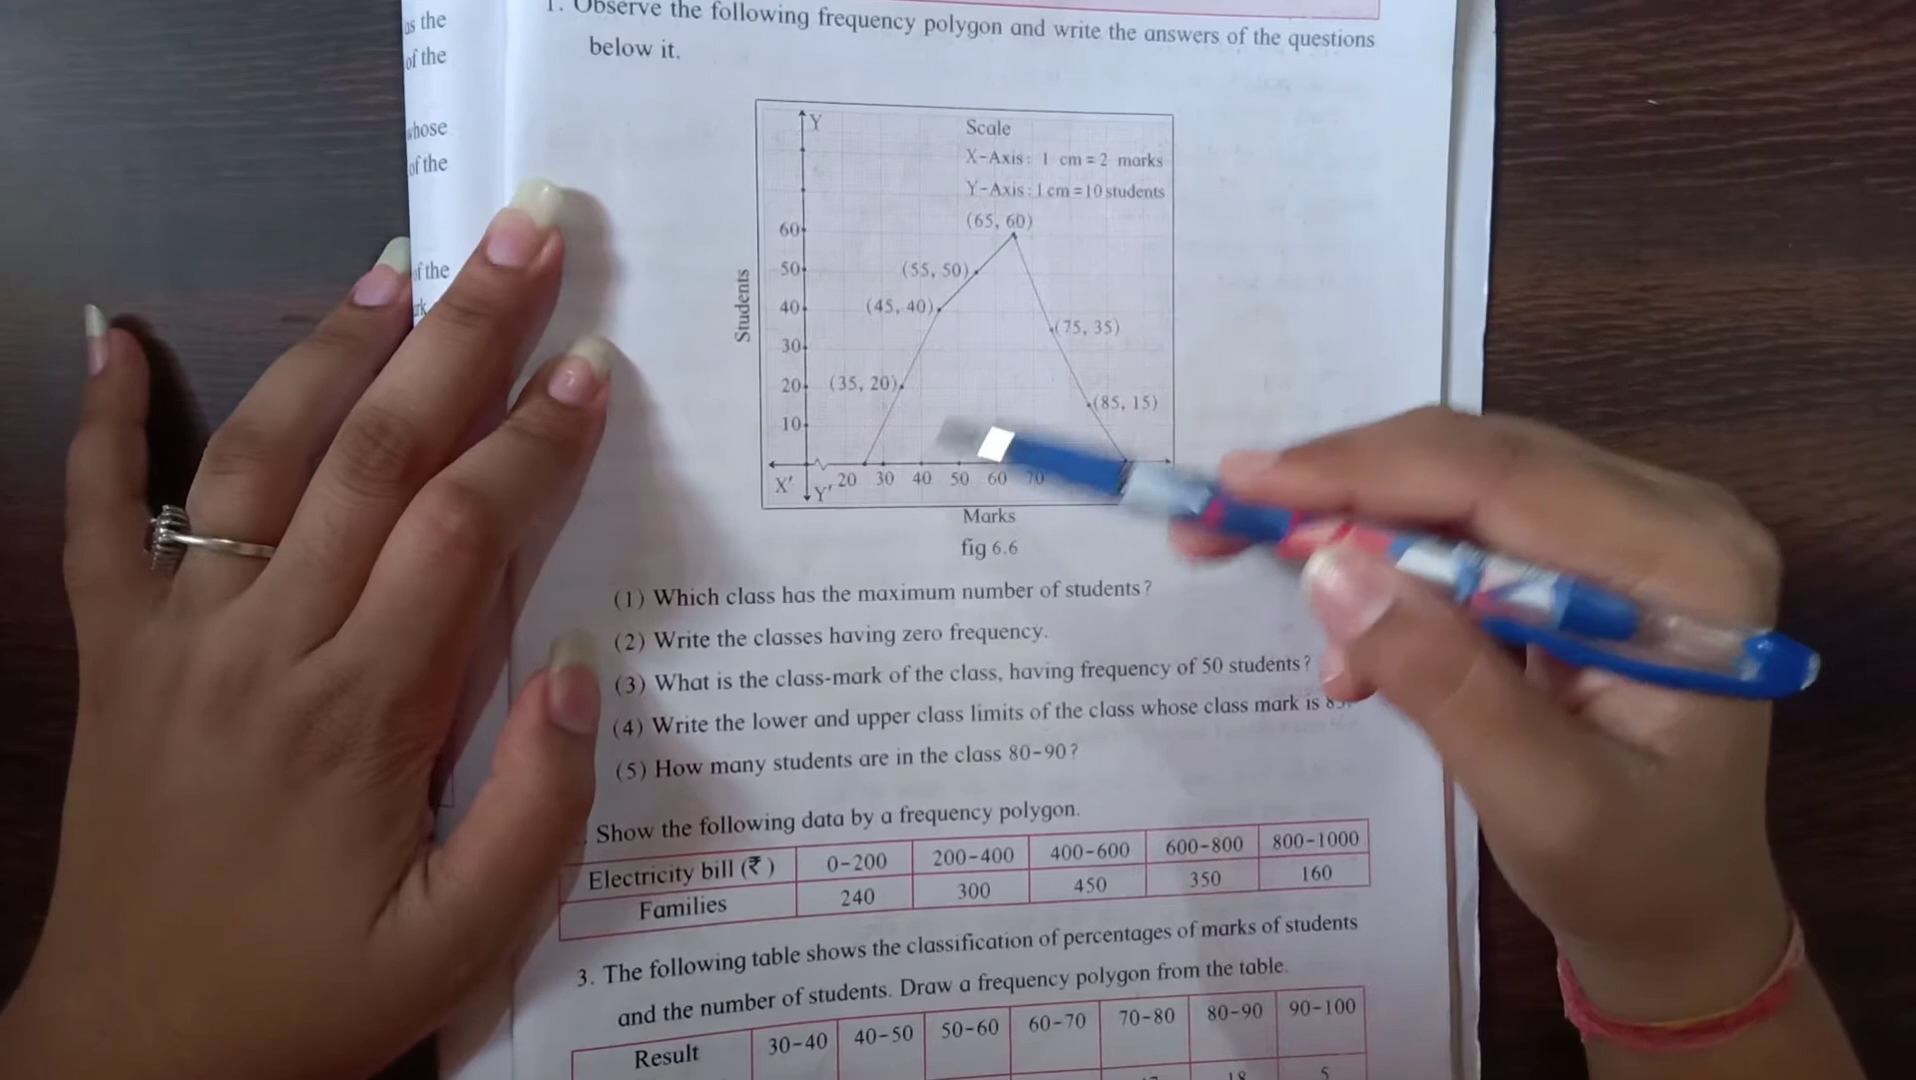 as the
of the
whose
of the
of the
1. Observe the following frequency polygon and write the answers of the questions
below it.
Y
Scale
X-Axis: 1 cm = 2 marks
Y-Axis: 1 cm = 10 students
(65, 60)
60
50
(55, 50)
40
(45, 40)
(75, 35)
30
20
(35, 20)
(85, 15)
10
Students
X' Y' 20 30 40 50 60 70
Marks
fig 6.6
(1) Which class has the maximum number of students?
(2) Write the classes having zero frequency.
(3) What is the class-mark of the class, having frequency of 50 students?
(4) Write the lower and upper class limits of the class whose class mark is
(5) How many students are in the class 80-90?
Show the following data by a frequency polygon.
Electricity bill (₹) 0-200 200-400 400-600 600-800 800-1000
Families 240 300 450 350 160
3. The following table shows the classification of percentages of marks of students
and the number of students. Draw a frequency polygon from the table.
Result 30-40 40-50 50-60 60-70 70-80 80-90 90-100
18 5